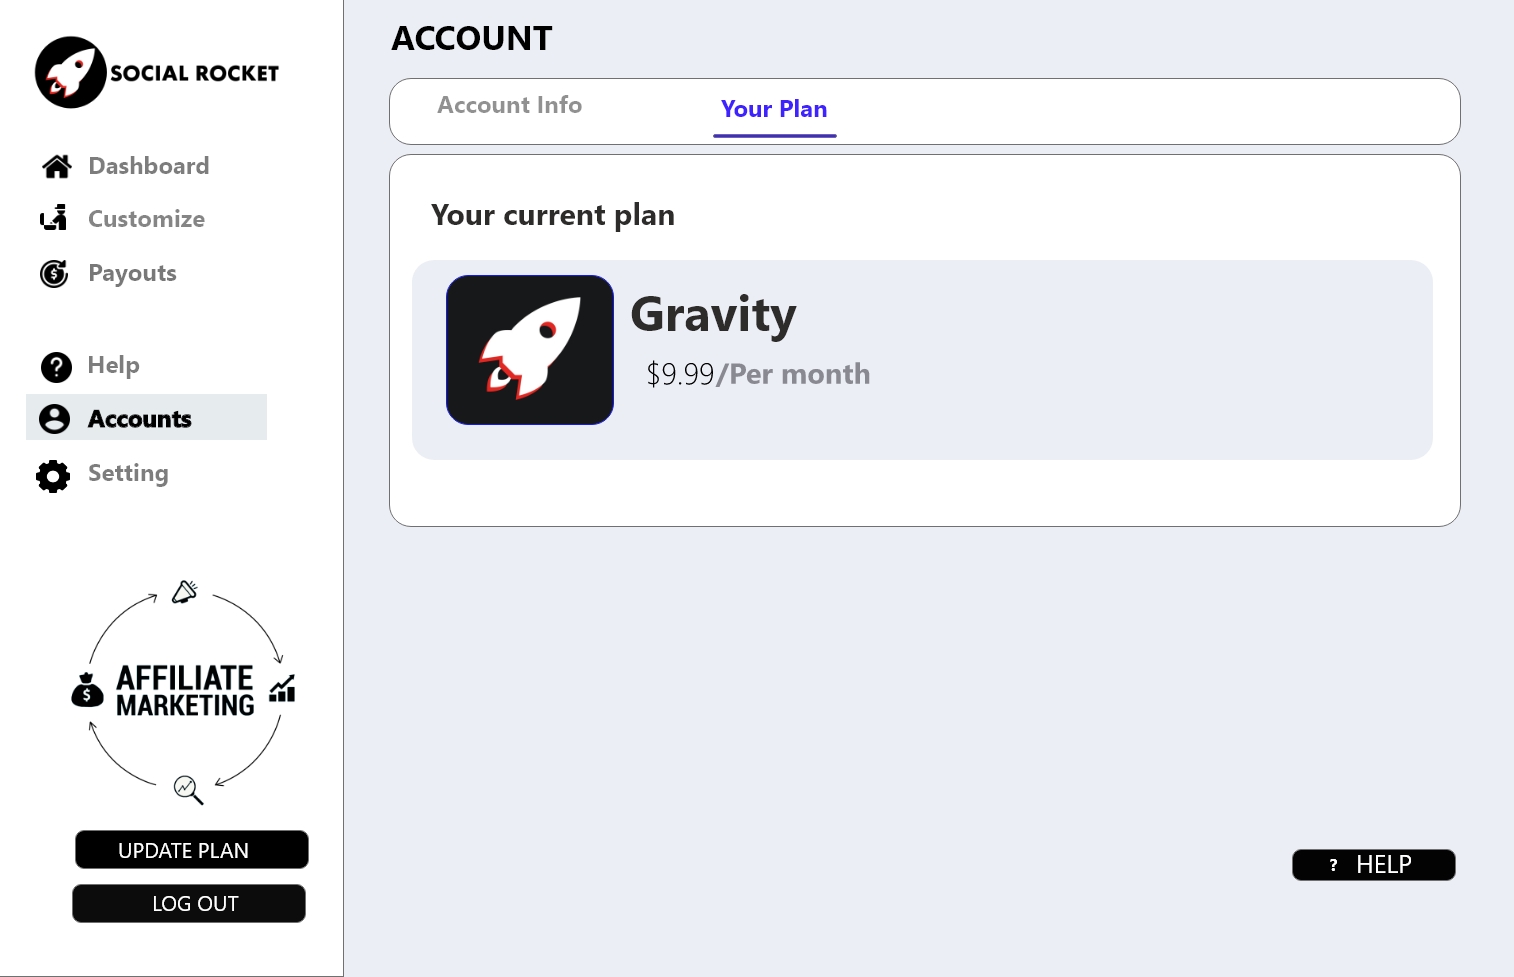 SOCIAL ROCKET
Dashboard
Customize
Payouts
Help
Accounts
Setting
AFFILIATE
MARKETING
UPDATE PLAN
LOG OUT
ACCOUNT
Account Info
Your Plan
Your current plan
Gravity
$9.99/Per month
? HELP